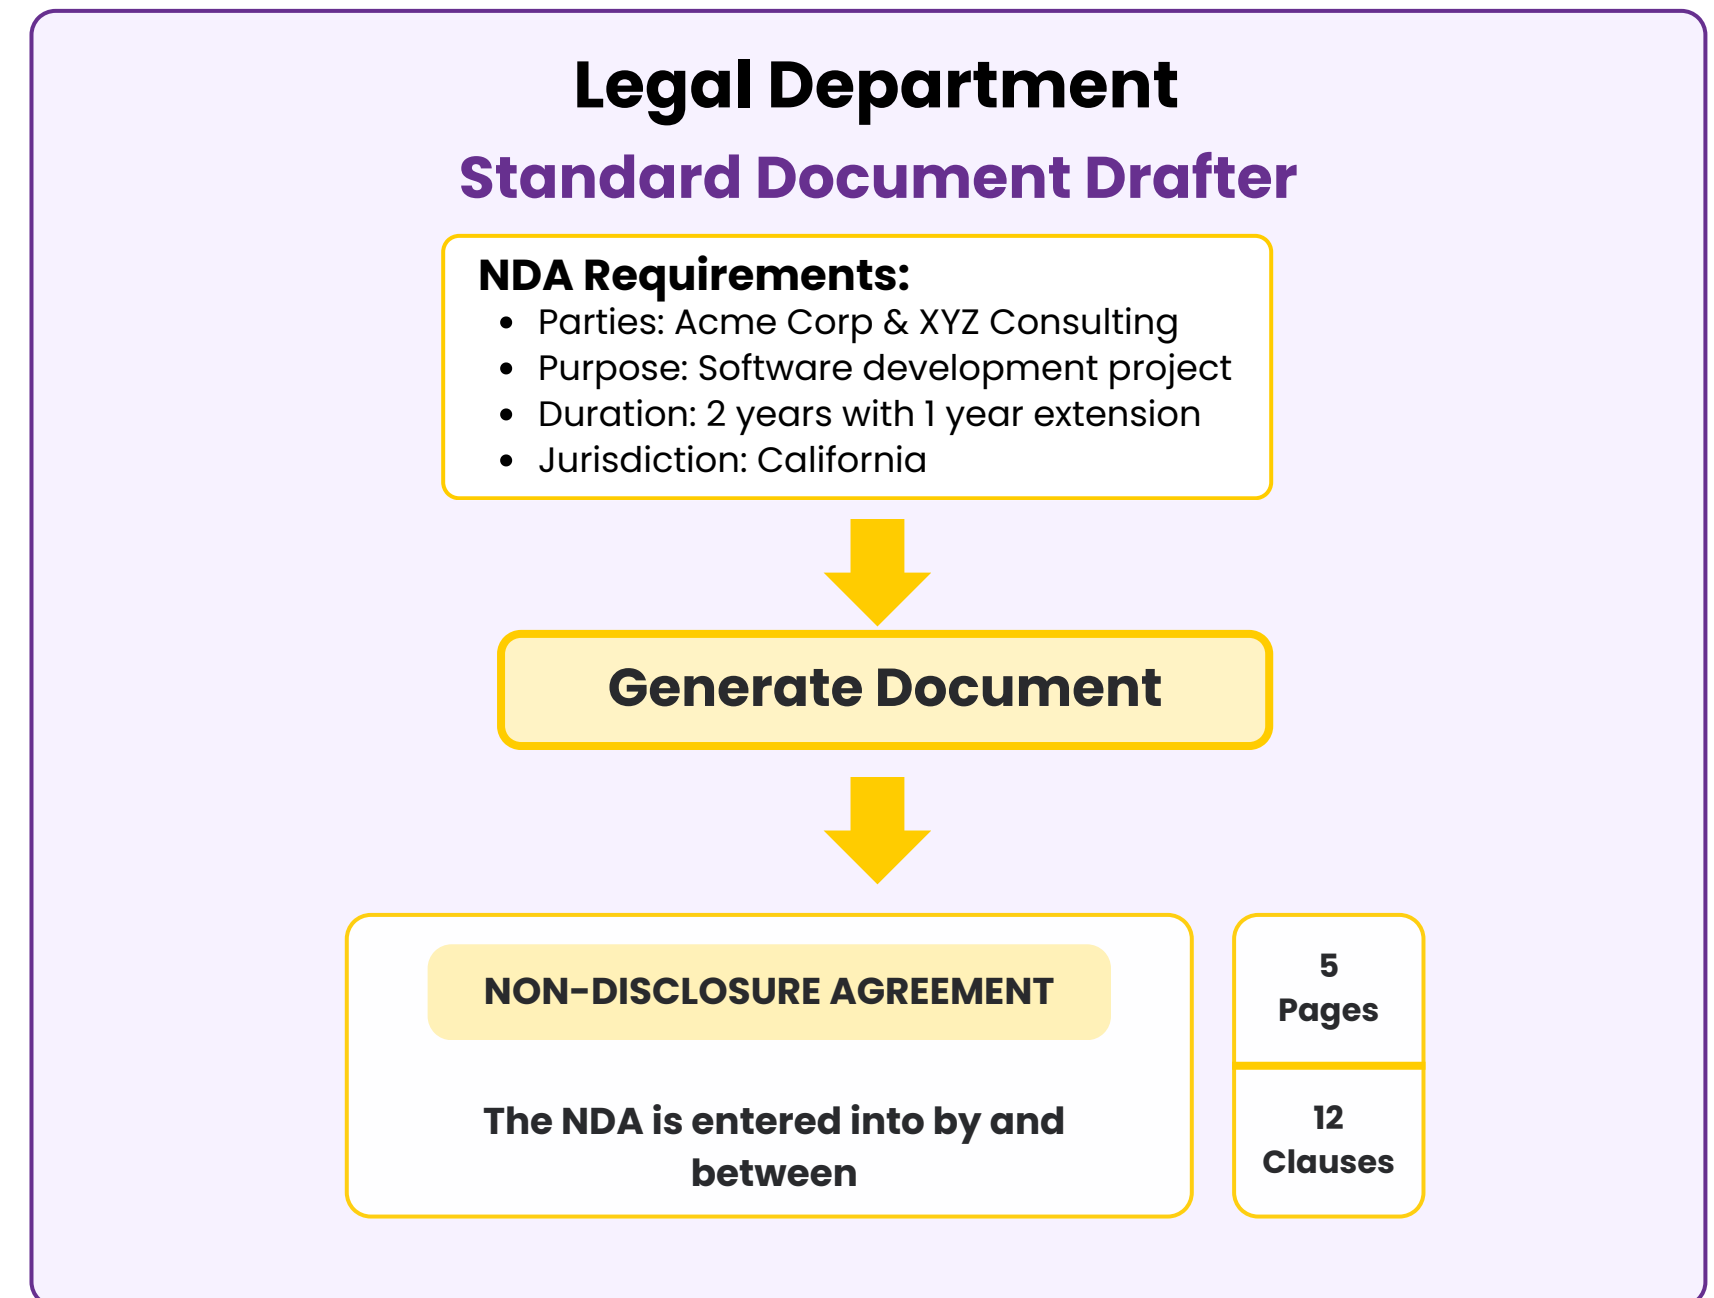 Legal Department
Standard Document Drafter
NDA Requirements:
• Parties: Acme Corp & XYZ Consulting
• Purpose: Software development project
• Duration: 2 years with 1 year extension
• Jurisdiction: California
Generate Document
NON-DISCLOSURE AGREEMENT
The NDA is entered into by and
between
5
Pages
12
Clauses